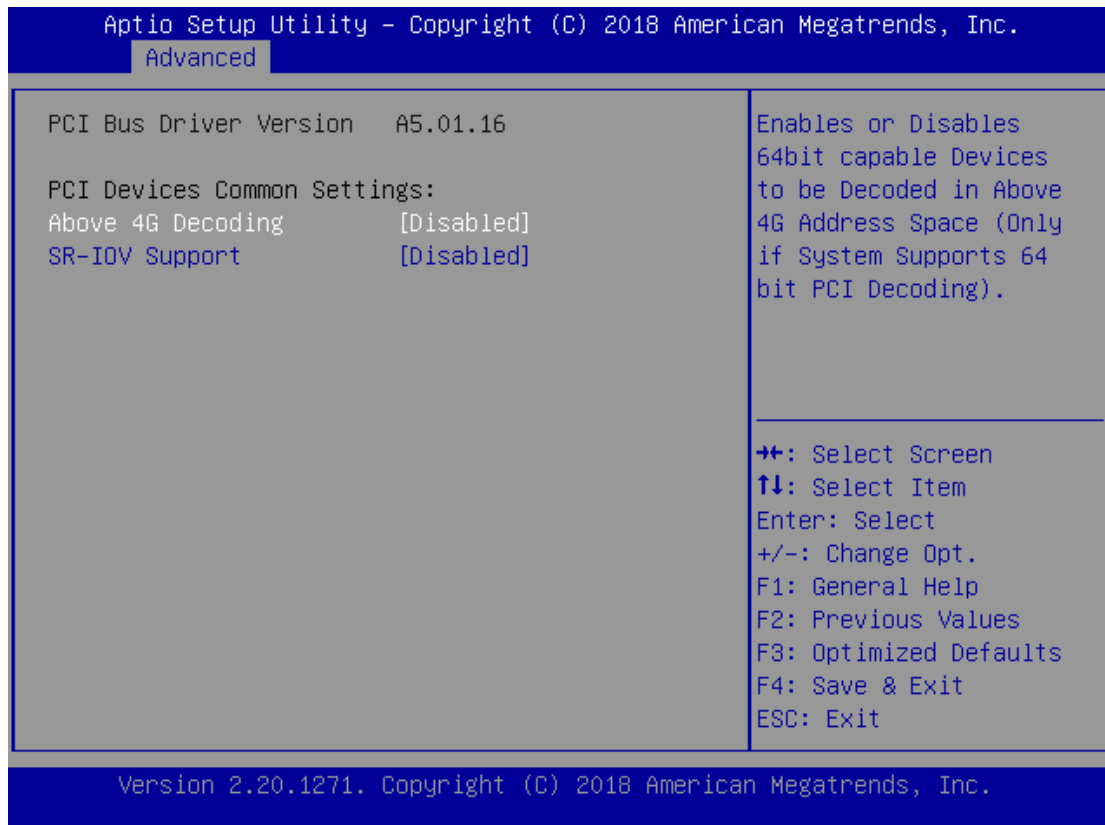 Aptio Setup Utility – Copyright (C) 2018 American Megatrends, Inc.
Advanced
PCI Bus Driver Version A5.01.16
PCI Devices Common Settings:
Above 4G Decoding [Disabled]
SR-IOV Support [Disabled]
Enables or Disables
64bit capable Devices
to be Decoded in Above
4G Address Space (Only
if System Supports 64
bit PCI Decoding).
→←: Select Screen
↑↓: Select Item
Enter: Select
+/-: Change Opt.
F1: General Help
F2: Previous Values
F3: Optimized Defaults
F4: Save & Exit
ESC: Exit
Version 2.20.1271. Copyright (C) 2018 American Megatrends, Inc.